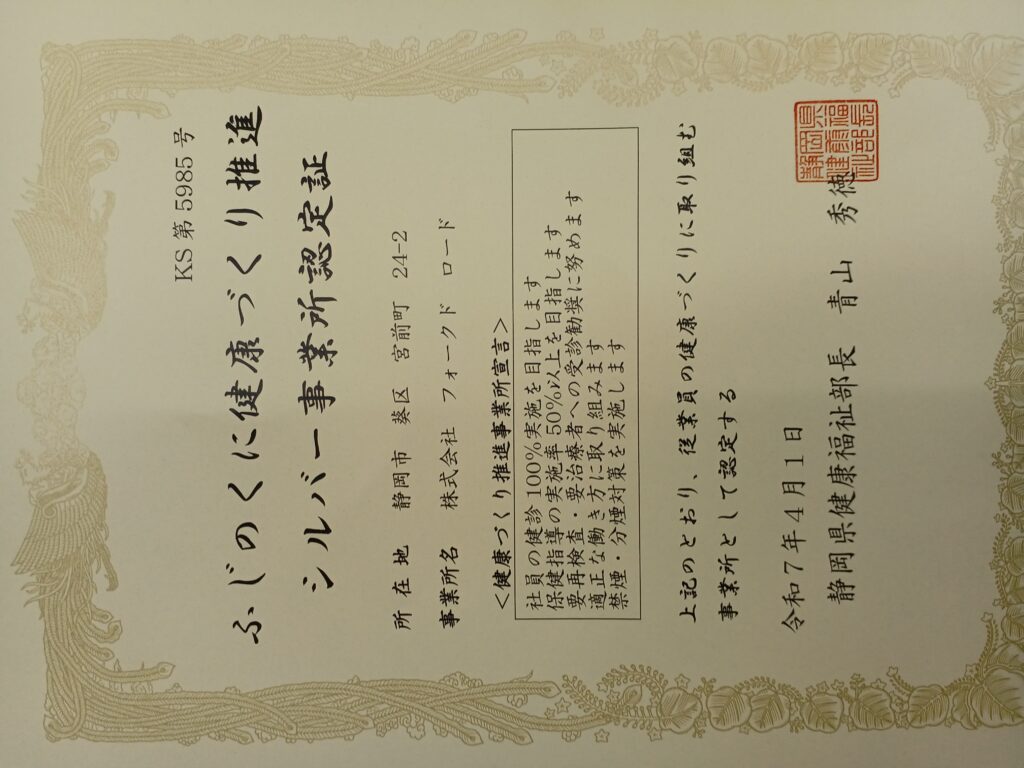 KS 第 5985 号
ふじのくに健康づくり推進
シルバー事業所認定証
所 在 地 静岡市 葵区 宮前町 24-2
事業所名 株式会社 フォークド ロード
<健康づくり推進事業所宣言>
社員の健診100%実施を目指します
保健指導の実施率50%以上を目指します
要再検査・要治療者への受診勧奨に努めます
適正な働き方に取り組みます
禁煙・分煙対策を実施します
上記のとおり、従業員の健康づくりに取り組む
事業所として認定する
令和7年4月1日
静岡県健康福祉部長 青山 秀徳
静岡県健康福祉部長